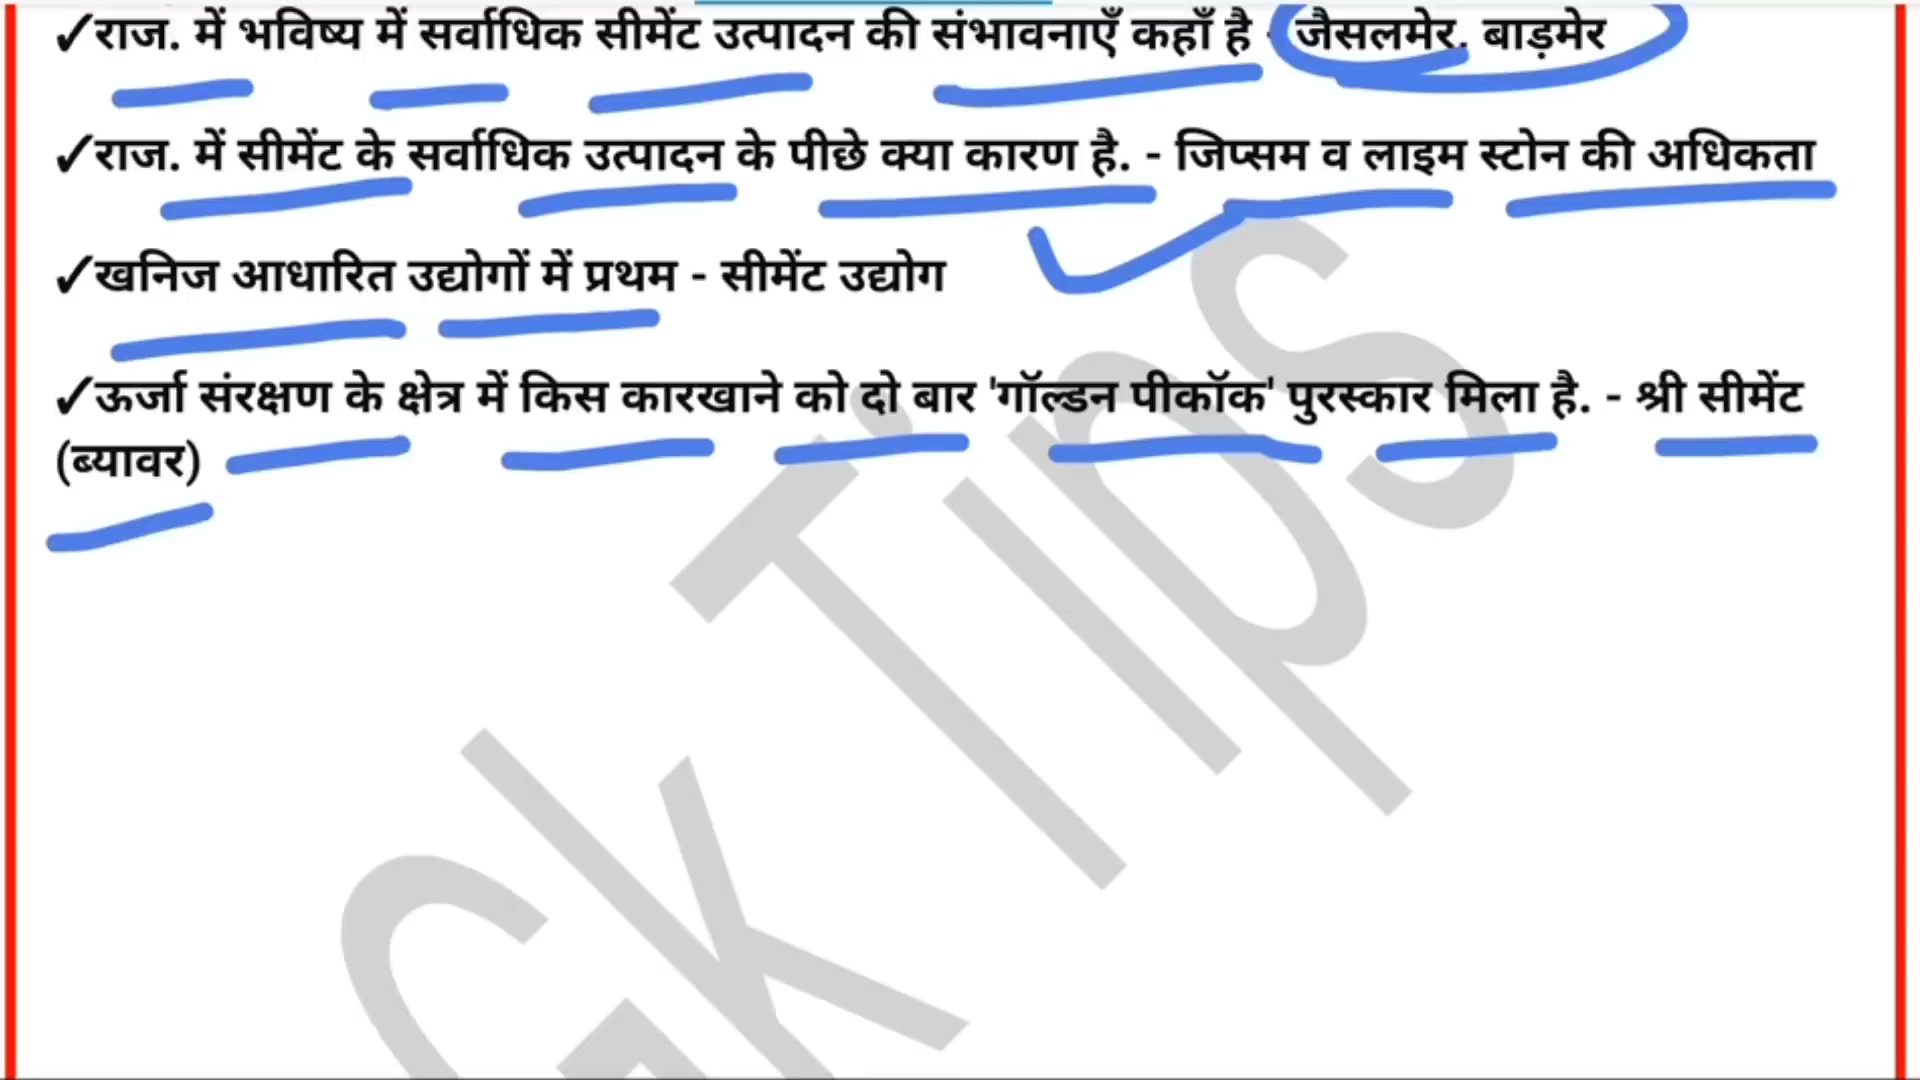 ✓राज. में भविष्य में सर्वाधिक सीमेंट उत्पादन की संभावनाएँ कहाँ है - जैसलमेर. बाड़मेर
✓राज. में सीमेंट के सर्वाधिक उत्पादन के पीछे क्या कारण है. - जिप्सम व लाइम स्टोन की अधिकता
✓खनिज आधारित उद्योगों में प्रथम - सीमेंट उद्योग
✓ऊर्जा संरक्षण के क्षेत्र में किस कारखाने को दो बार 'गॉल्डन पीकॉक' पुरस्कार मिला है. - श्री सीमेंट
(ब्यावर)
Gk Tips